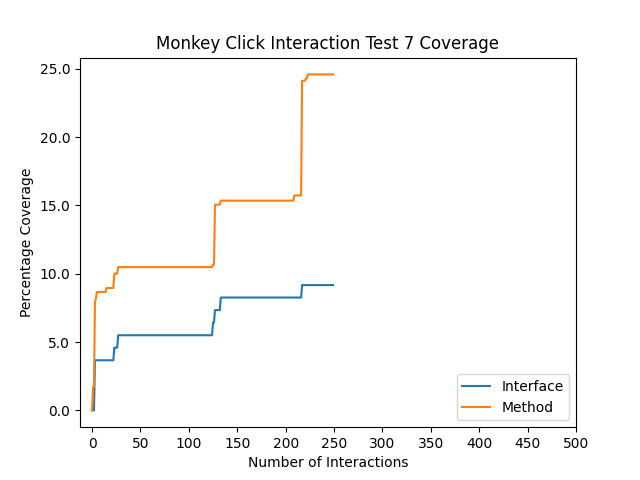 Monkey Click Interaction Test 7 Coverage
25.0
20.0
15.0
10.0
5.0
0.0
Percentage Coverage
0 50 100 150 200 250 300 350 400 450 500
Number of Interactions
Interface
Method